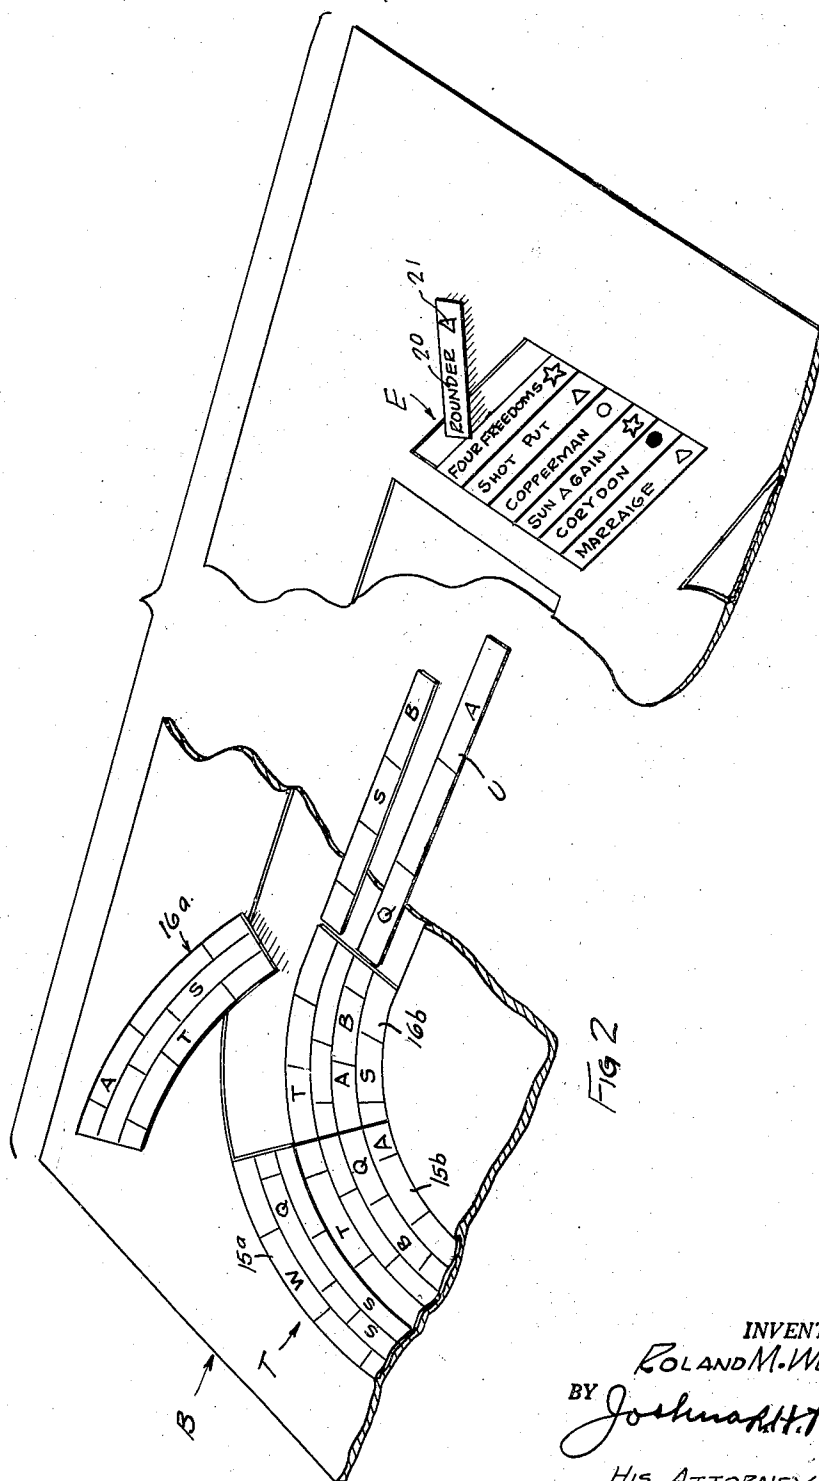 16a.
A
S
T
15a
W
Q
S
S
T
T
Q
B
A
15b
T
A
B
S
16b
S
B
Q
A
C
T
B
E
20
21
ROUNDER △
FOUR FREEDOMS ☆
SHOT PUT △
COPPERMAN ○
SUN AGAIN ☆
CORYDON ●
MARRAIGE △
FIG 2
INVENT
ROLAND M. W
BY Joshua R. H.
HIS ATTORNEY